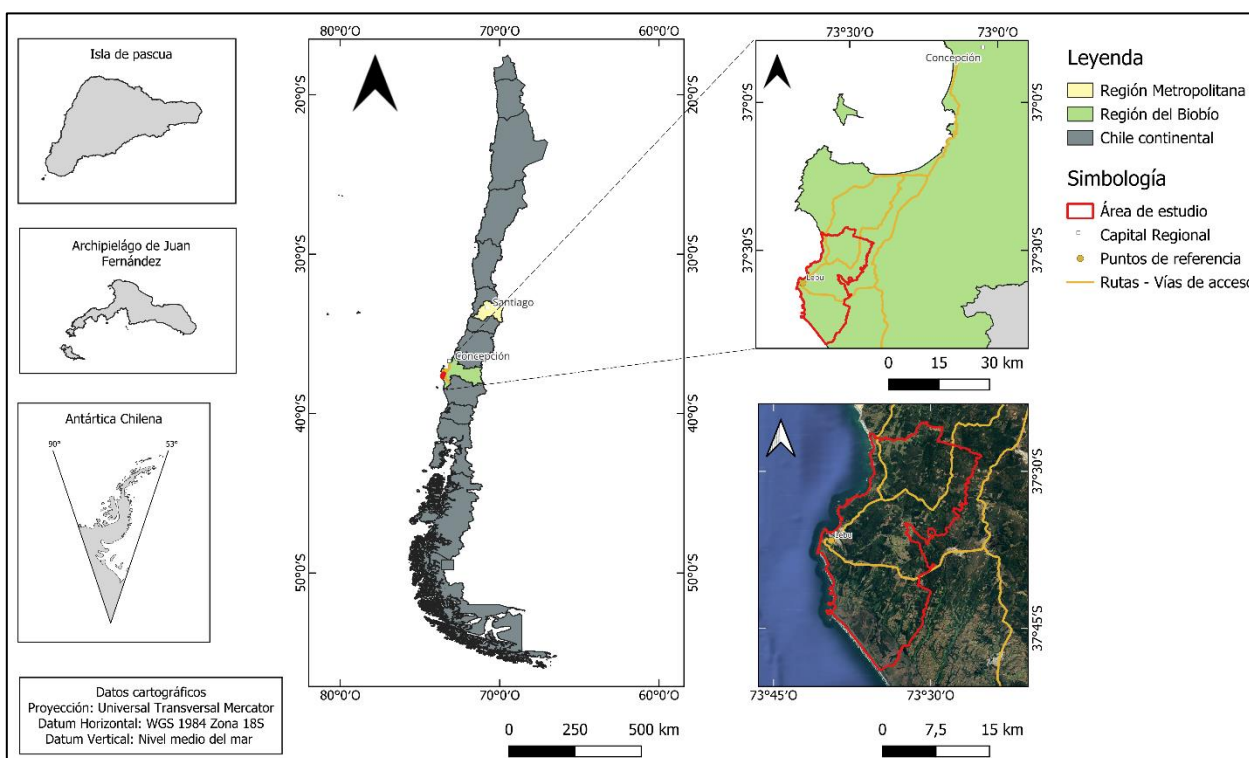 Isla de pascua
Archipielágo de Juan
Fernández
Antártica Chilena
90°
53°
Datos cartográficos
Proyección: Universal Transversal Mercator
Datum Horizontal: WGS 1984 Zona 18S
Datum Vertical: Nivel medio del mar
80°0'O
70°0'O
60°0'O
20°0'S
30°0'S
40°0'S
50°0'S
20°0'S
30°0'S
40°0'S
50°0'S
Santiago
Concepción
80°0'O
70°0'O
60°0'O
0
250
500 km
73°30'O
73°0'O
Concepción
Lebu
37°0'S
37°30'S
0
15
30 km
Lebu
37°30'S
37°45'S
73°45'O
73°30'O
0
7,5
15 km
Leyenda
Región Metropolitana
Región del Biobío
Chile continental
Simbología
Área de estudio
Capital Regional
Puntos de referencia
Rutas - Vías de acceso